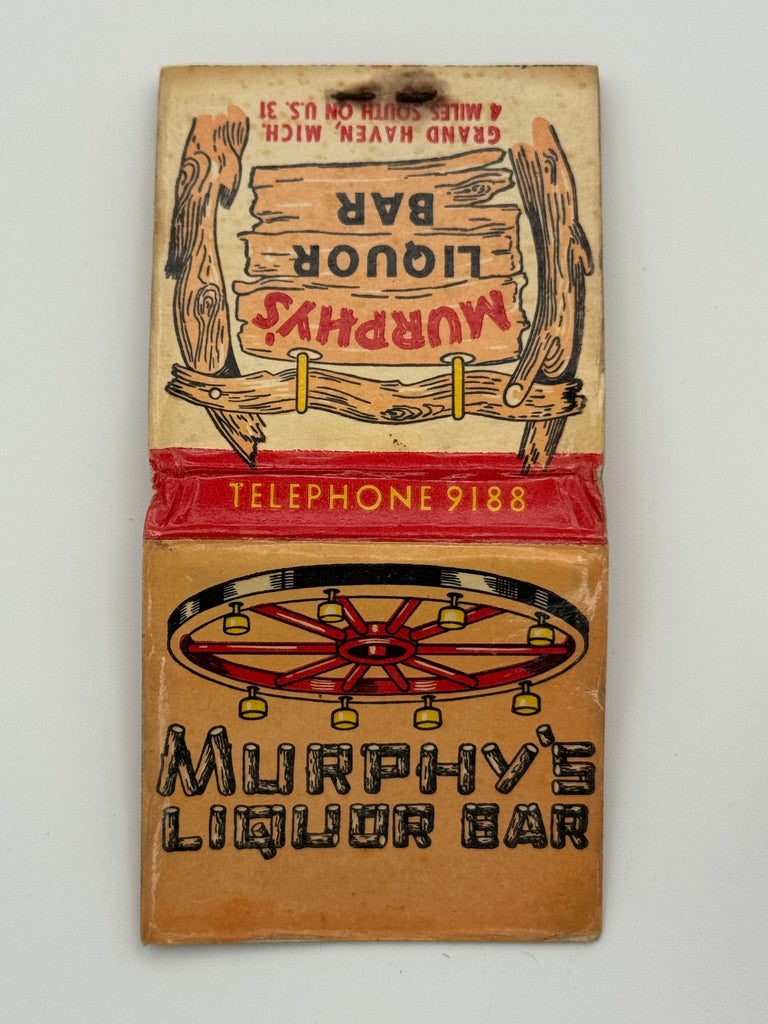 MURPHY'S
LIQUOR
BAR
GRAND HAVEN, MICH.
4 MILES SOUTH ON U.S. 31
TELEPHONE 9188
MURPHY'S
LIQUOR BAR